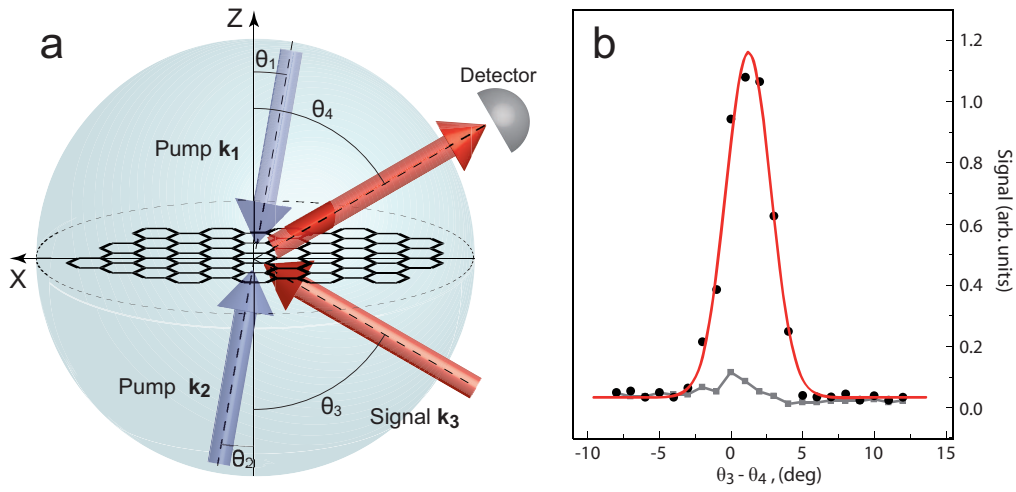 a
Z
θ1
θ4
Detector
Pump k1
X
Pump k2
θ3
Signal k3
θ2
b
1.2
1.0
0.8
0.6
0.4
0.2
0.0
Signal (arb. units)
-10
-5
0
5
10
15
θ3 - θ4 , (deg)